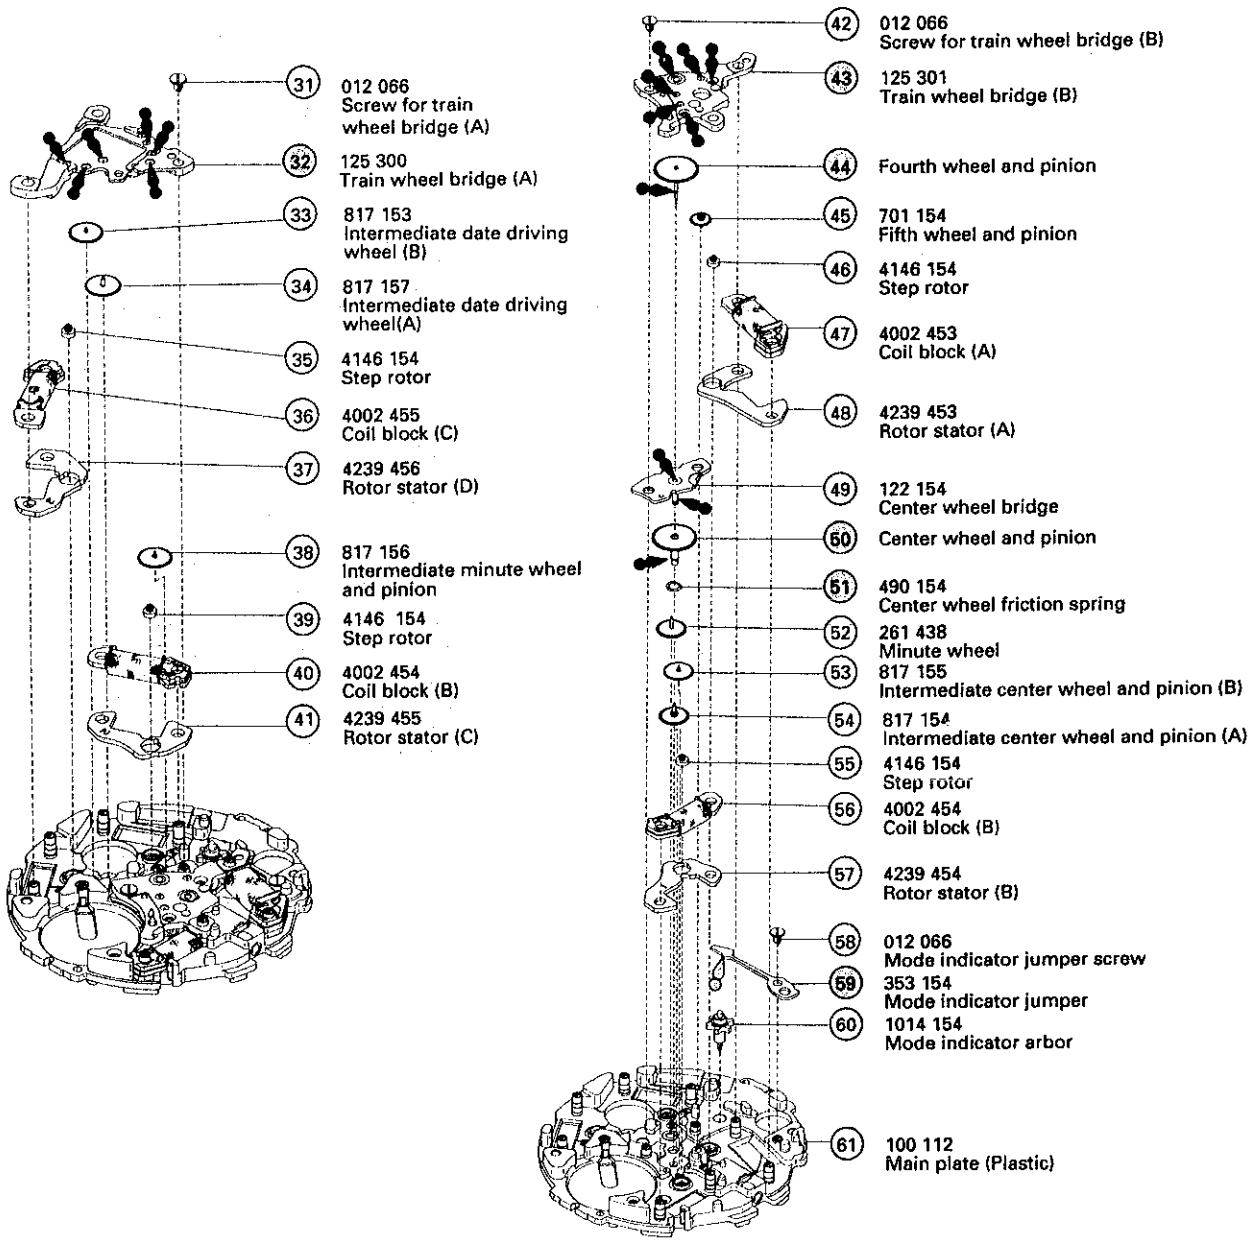 31 012 066
Screw for train
wheel bridge (A)
32 125 300
Train wheel bridge (A)
33 817 153
Intermediate date driving
wheel (B)
34 817 157
Intermediate date driving
wheel(A)
35 4146 154
Step rotor
36 4002 455
Coil block (C)
37 4239 456
Rotor stator (D)
38 817 156
Intermediate minute wheel
and pinion
39 4146 154
Step rotor
40 4002 454
Coil block (B)
41 4239 455
Rotor stator (C)
42 012 066
Screw for train wheel bridge (B)
43 125 301
Train wheel bridge (B)
44 Fourth wheel and pinion
45 701 154
Fifth wheel and pinion
46 4146 154
Step rotor
47 4002 453
Coil block (A)
48 4239 453
Rotor stator (A)
49 122 154
Center wheel bridge
50 Center wheel and pinion
51 490 154
Center wheel friction spring
52 261 438
Minute wheel
53 817 155
Intermediate center wheel and pinion (B)
54 817 154
Intermediate center wheel and pinion (A)
55 4146 154
Step rotor
56 4002 454
Coil block (B)
57 4239 454
Rotor stator (B)
58 012 066
Mode indicator jumper screw
59 353 154
Mode indicator jumper
60 1014 154
Mode indicator arbor
61 100 112
Main plate (Plastic)